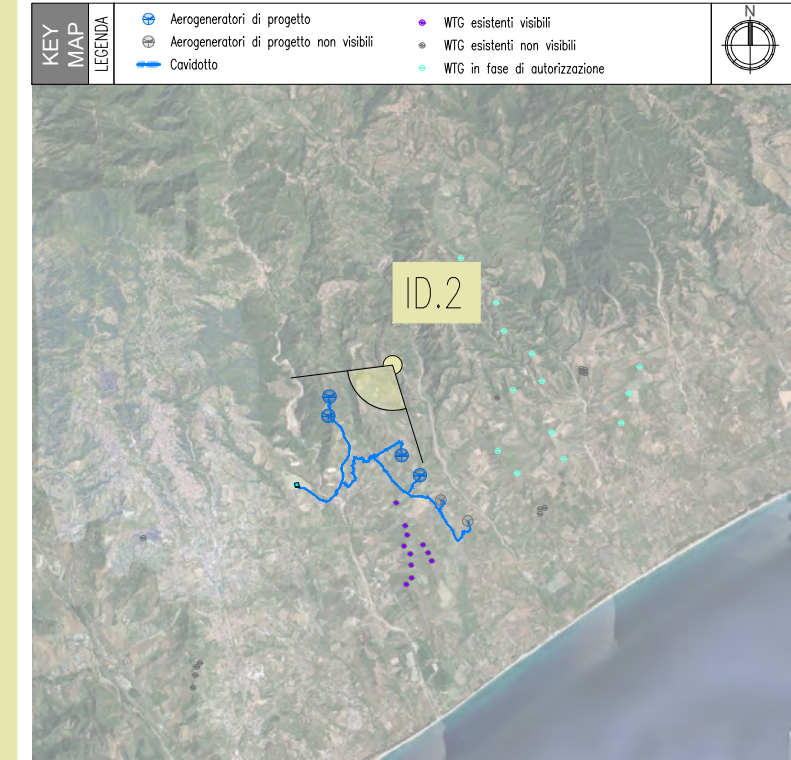 KEY MAP
LEGENDA
Aerogeneratori di progetto
Aerogeneratori di progetto non visibili
Cavidotto
WTG esistenti visibili
WTG esistenti non visibili
WTG in fase di autorizzazione
N
ID.2